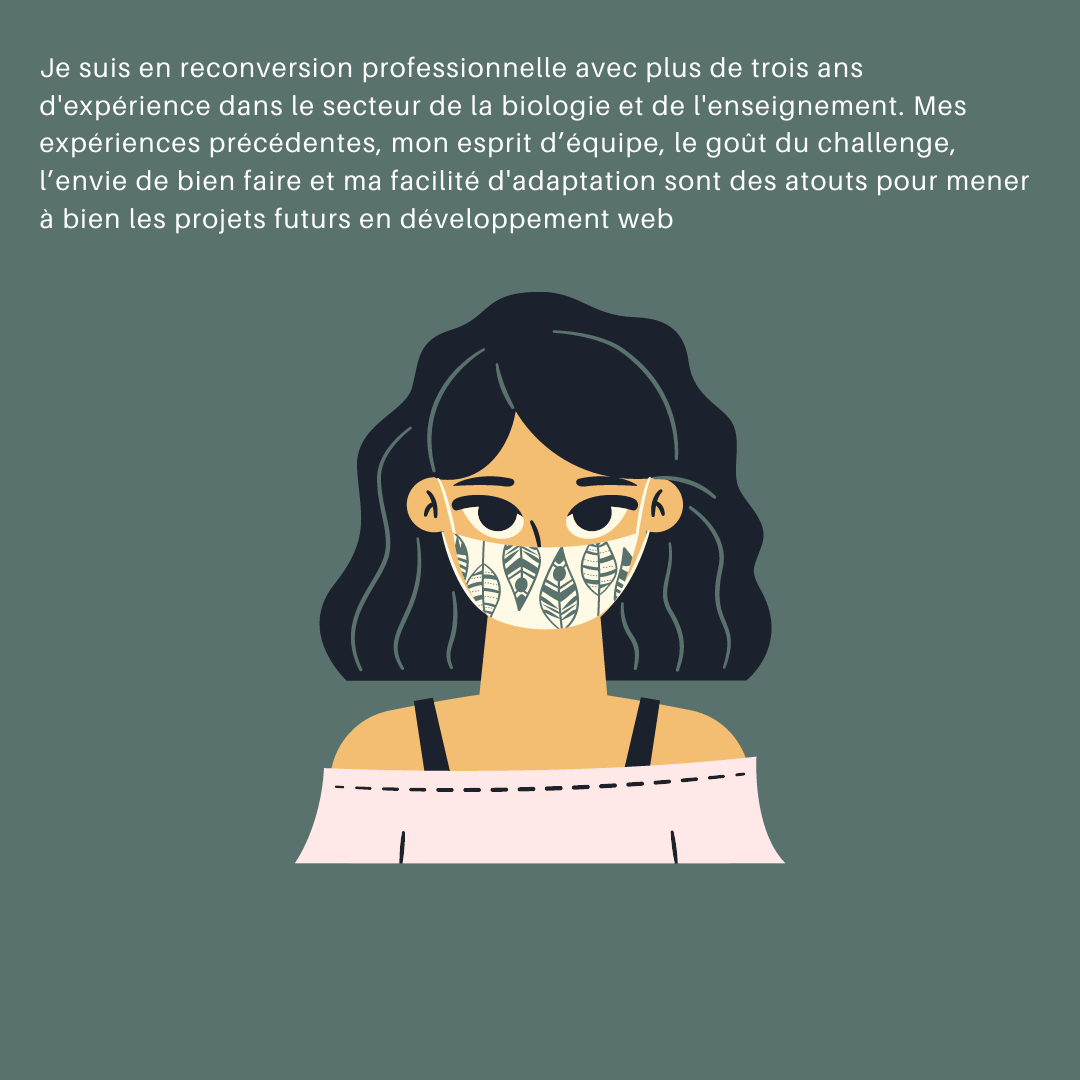 Je suis en reconversion professionnelle avec plus de trois ans
d'expérience dans le secteur de la biologie et de l'enseignement. Mes
expériences précédentes, mon esprit d’équipe, le goût du challenge,
l’envie de bien faire et ma facilité d'adaptation sont des atouts pour mener
à bien les projets futurs en développement web